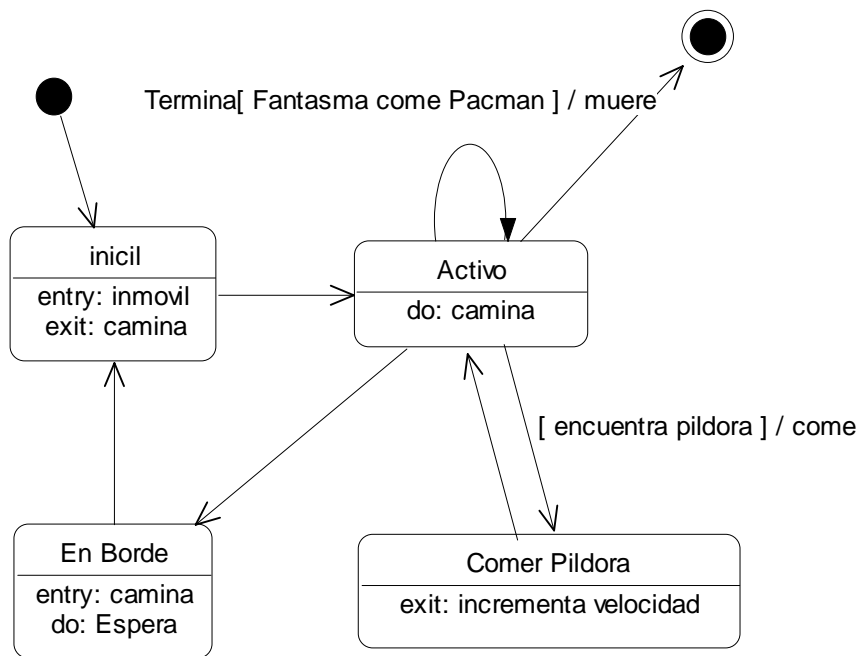 Termina[ Fantasma come Pacman ] / muere
inicil
entry: inmovil
exit: camina
Activo
do: camina
[ encuentra pildora ] / come
En Borde
entry: camina
do: Espera
Comer Pildora
exit: incrementa velocidad